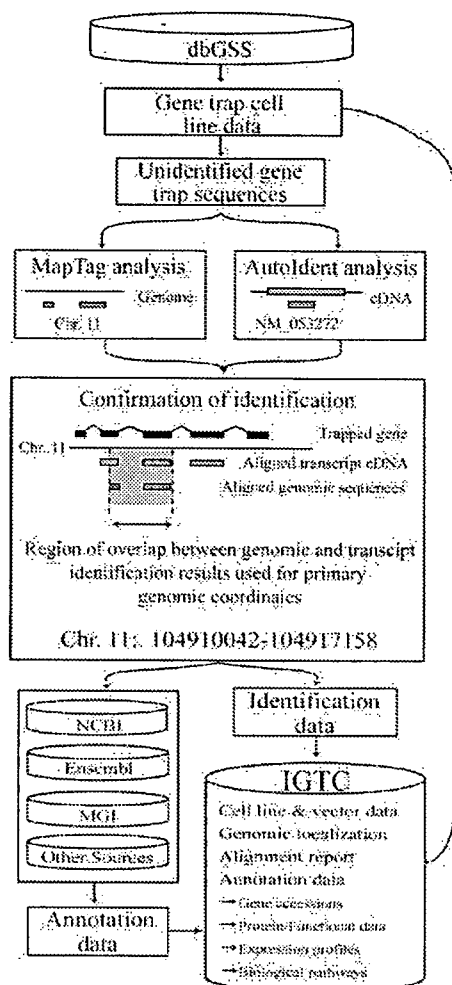 dbGSS
Gene trap cell
line data
Unidentified gene
trap sequences
MapTag analysis
Genome
Chr. 11
AutoIdent analysis
cDNA
NM_053272
Confirmation of identification
Trapped gene
Chr. 11
Aligned transcript cDNA
Aligned genomic sequences
Region of overlap between genomic and transcipt
identification results used for primary
genomic coordinates
Chr. 11: 104910042-104917158
NCBI
Ensembl
MGI
Other Sources
Annotation
data
Identification
data
IGTC
Cell line & vector data
Genomic localization
Alignment report
Annotation data
Gene accessions
Protein/Functional data
Expression profiles
Biological pathways